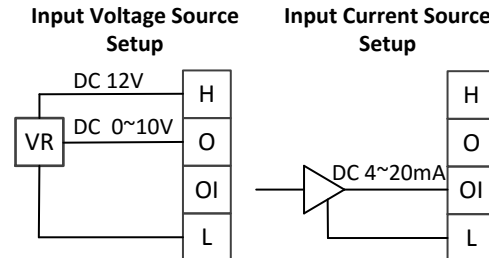 Input Voltage Source
Setup
DC 12V
H
VR
DC 0~10V
O
OI
L
Input Current Source
Setup
H
O
DC 4~20mA
OI
L